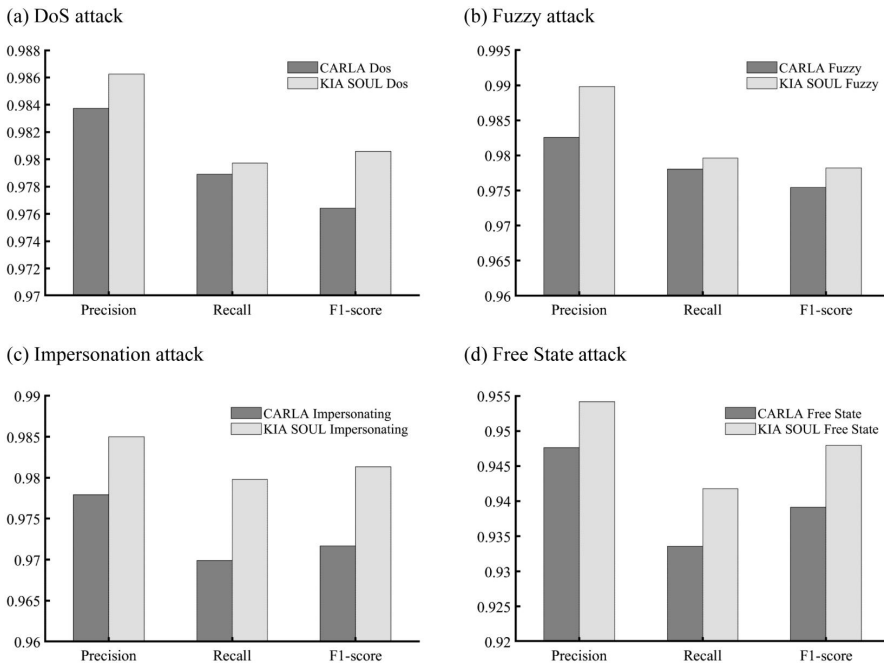 (a) DoS attack
0.988
0.986
0.984
0.982
0.98
0.978
0.976
0.974
0.972
0.97
CARLA Dos
KIA SOUL Dos
Precision Recall F1-score
(b) Fuzzy attack
0.995
0.99
0.985
0.98
0.975
0.97
0.965
0.96
CARLA Fuzzy
KIA SOUL Fuzzy
Precision Recall F1-score
(c) Impersonation attack
0.99
0.985
0.98
0.975
0.97
0.965
0.96
CARLA Impersonating
KIA SOUL Impersonating
Precision Recall F1-score
(d) Free State attack
0.955
0.95
0.945
0.94
0.935
0.93
0.925
0.92
CARLA Free State
KIA SOUL Free State
Precision Recall F1-score